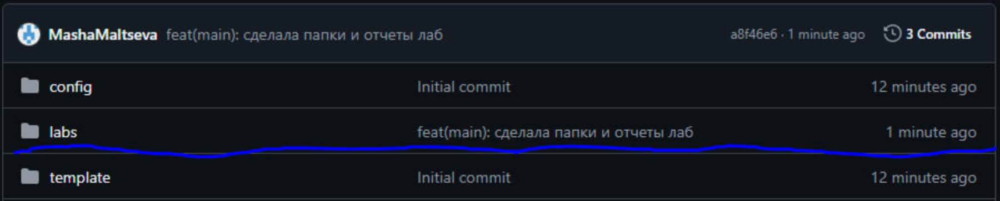 MashaMaltseva feat(main): сделала папки и отчеты лаб a8f46e6 · 1 minute ago 3 Commits
config Initial commit 12 minutes ago
labs feat(main): сделала папки и отчеты лаб 1 minute ago
template Initial commit 12 minutes ago